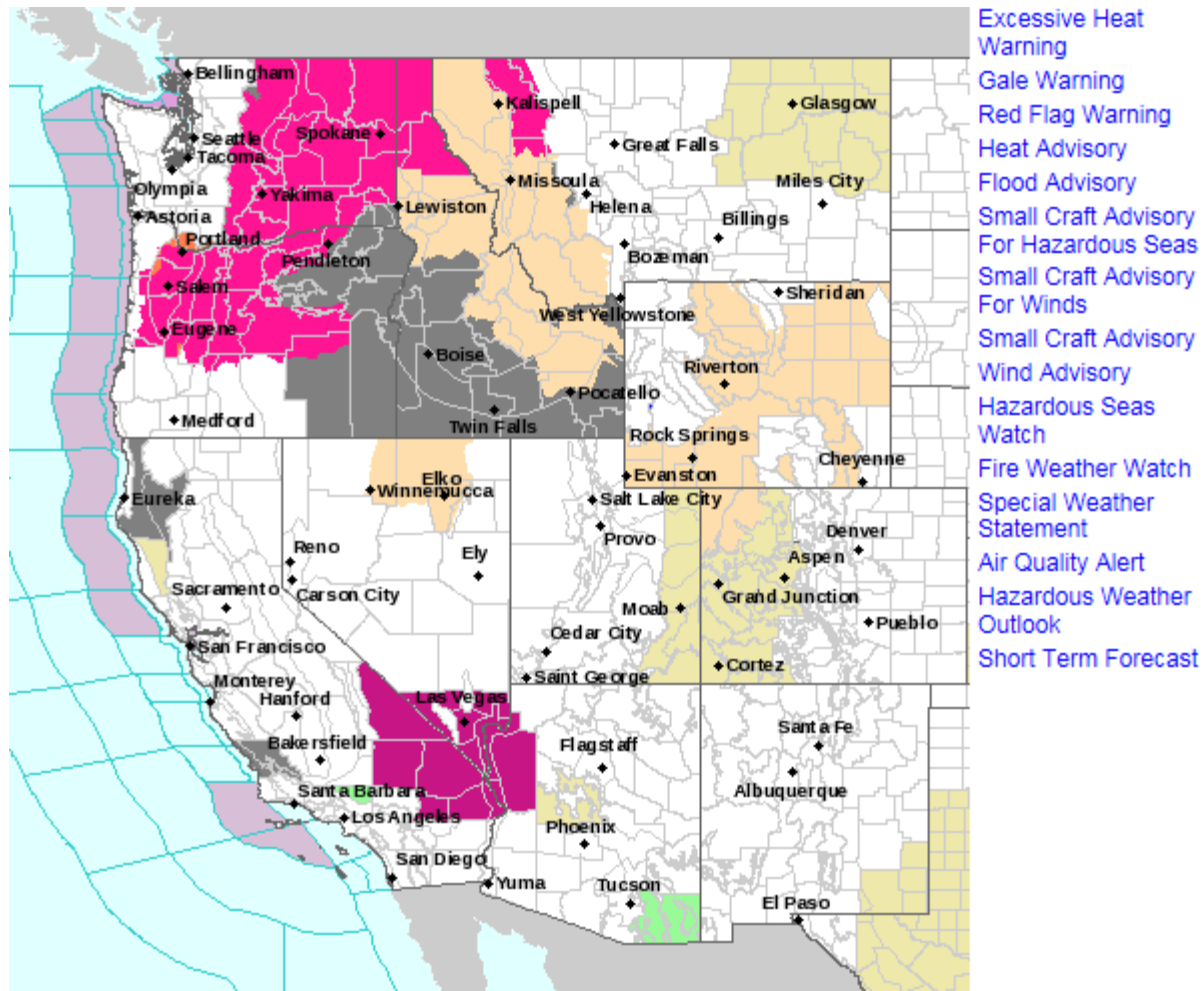 Bellingham
Seattle
Tacoma
Olympia
Astoria
Portland
Salem
Eugene
Medford
Spokane
Yakima
Pendleton
Lewiston
Kalispell
Missoula
Great Falls
Helena
Bozeman
Billings
Miles City
Glasgow
West Yellowstone
Boise
Twin Falls
Pocatello
Sheridan
Riverton
Rock Springs
Evanston
Cheyenne
Eureka
Winnemucca
Elko
Reno
Carson City
Ely
Sacramento
San Francisco
Monterey
Hanford
Bakersfield
Santa Barbara
Los Angeles
San Diego
Las Vegas
Salt Lake City
Provo
Moab
Cedar City
Saint George
Denver
Aspen
Grand Junction
Pueblo
Cortez
Flagstaff
Phoenix
Yuma
Tucson
Santa Fe
Albuquerque
El Paso
Excessive Heat
Warning
Gale Warning
Red Flag Warning
Heat Advisory
Flood Advisory
Small Craft Advisory
For Hazardous Seas
Small Craft Advisory
For Winds
Small Craft Advisory
Wind Advisory
Hazardous Seas
Watch
Fire Weather Watch
Special Weather
Statement
Air Quality Alert
Hazardous Weather
Outlook
Short Term Forecast